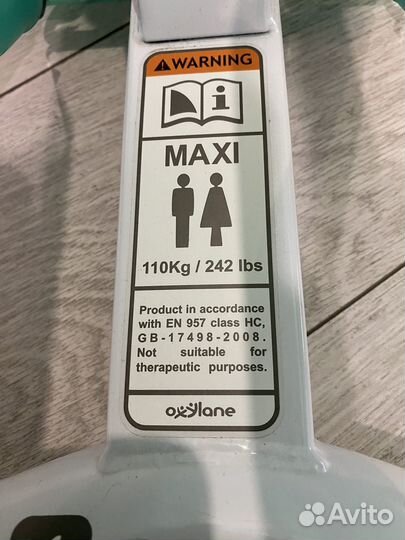 WARNING
MAXI
110Kg / 242 lbs
Product in accordance
with EN 957 class HC,
GB-17498-2008.
Not suitable for
therapeutic purposes.
oxylane
Avito